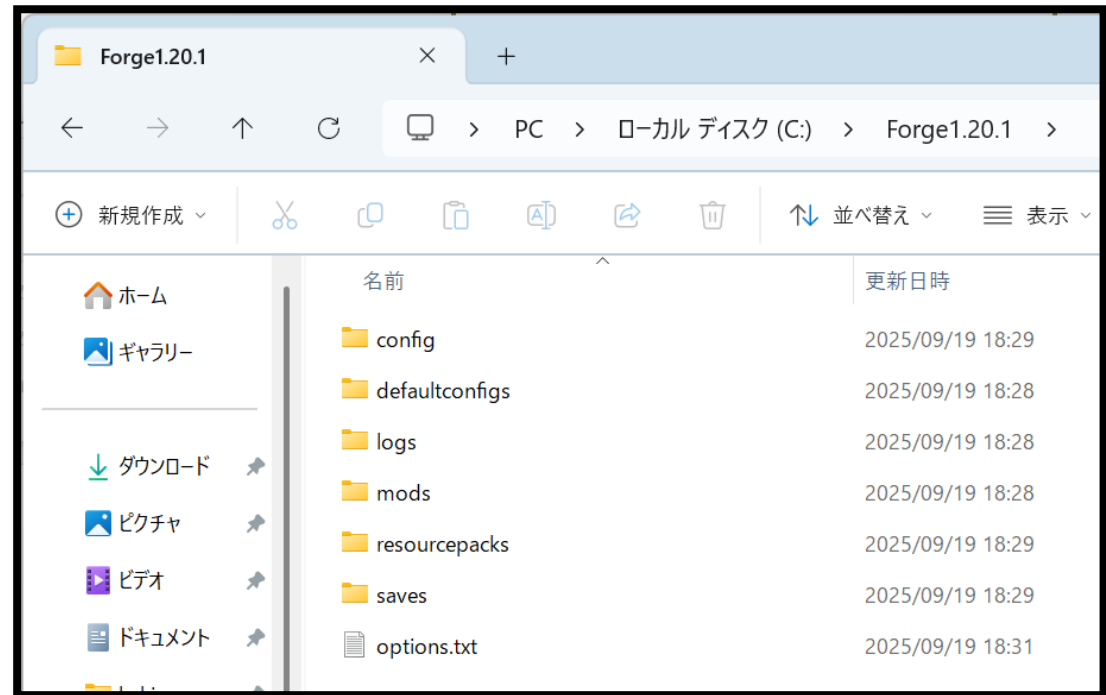 Forge1.20.1
PC > ローカル ディスク (C:) > Forge1.20.1 >
新規作成 並べ替え 表示
名前 更新日時
ホーム
ギャラリー
ダウンロード
ピクチャ
ビデオ
ドキュメント
config 2025/09/19 18:29
defaultconfigs 2025/09/19 18:28
logs 2025/09/19 18:28
mods 2025/09/19 18:28
resourcepacks 2025/09/19 18:29
saves 2025/09/19 18:29
options.txt 2025/09/19 18:31